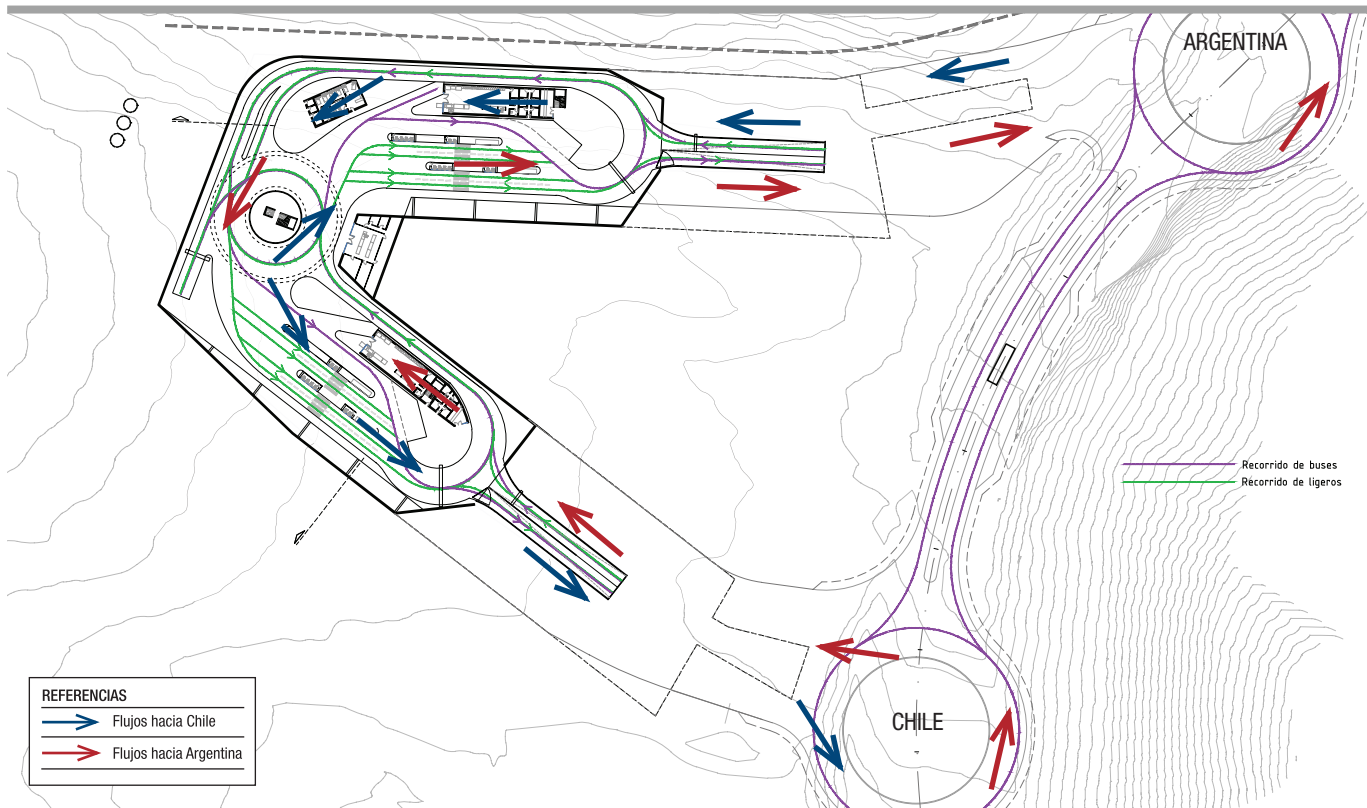 ARGENTINA
Recorrido de buses
Recorrido de ligeros
REFERENCIAS
Flujos hacia Chile
Flujos hacia Argentina
CHILE